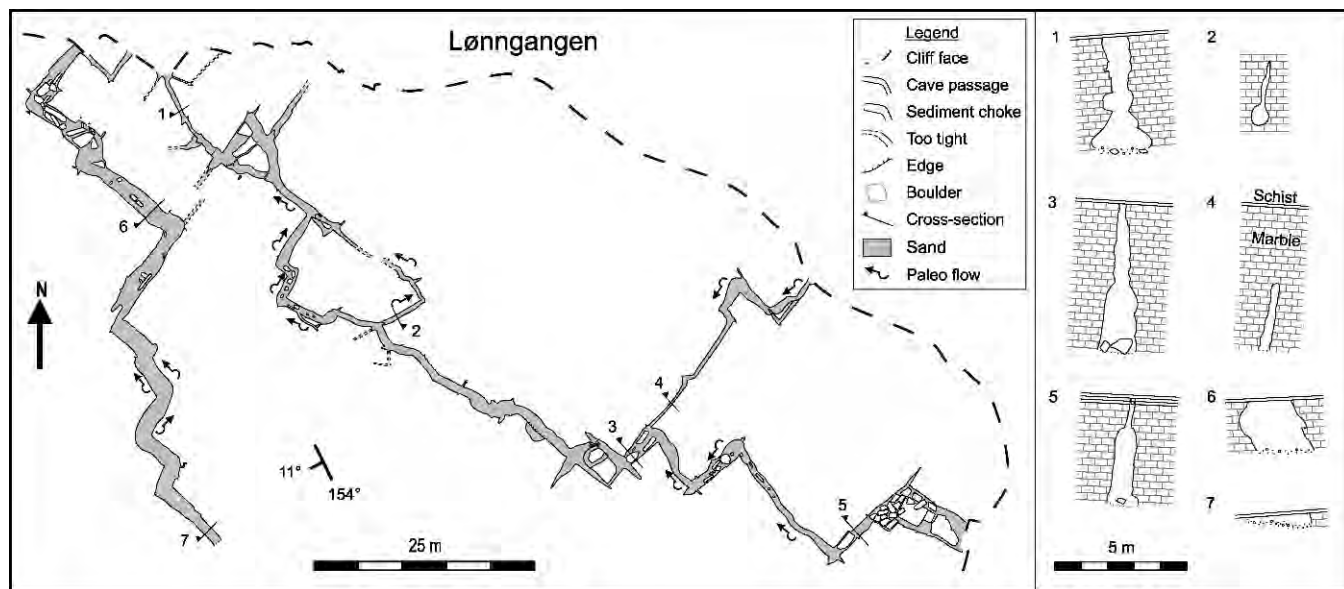 Lønngangen
Legend
Cliff face
Cave passage
Sediment choke
Too tight
Edge
Boulder
Cross-section
Sand
Paleo flow
N
1
6
2
4
3
5
7
11°
154°
25 m
1
2
3
4
Schist
Marble
5
6
7
5 m